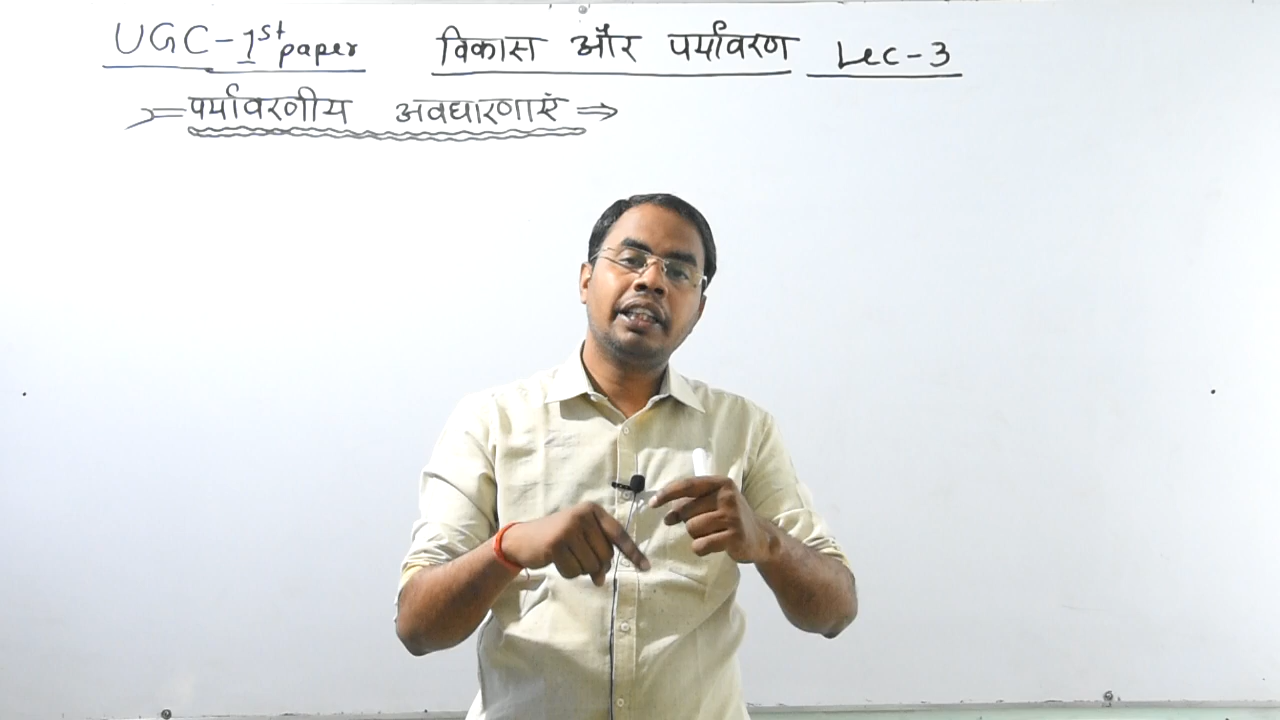 UGC-1st paper विकास और पर्यावरण Lec-3
पर्यावरणीय अवधारणाएं ⇒